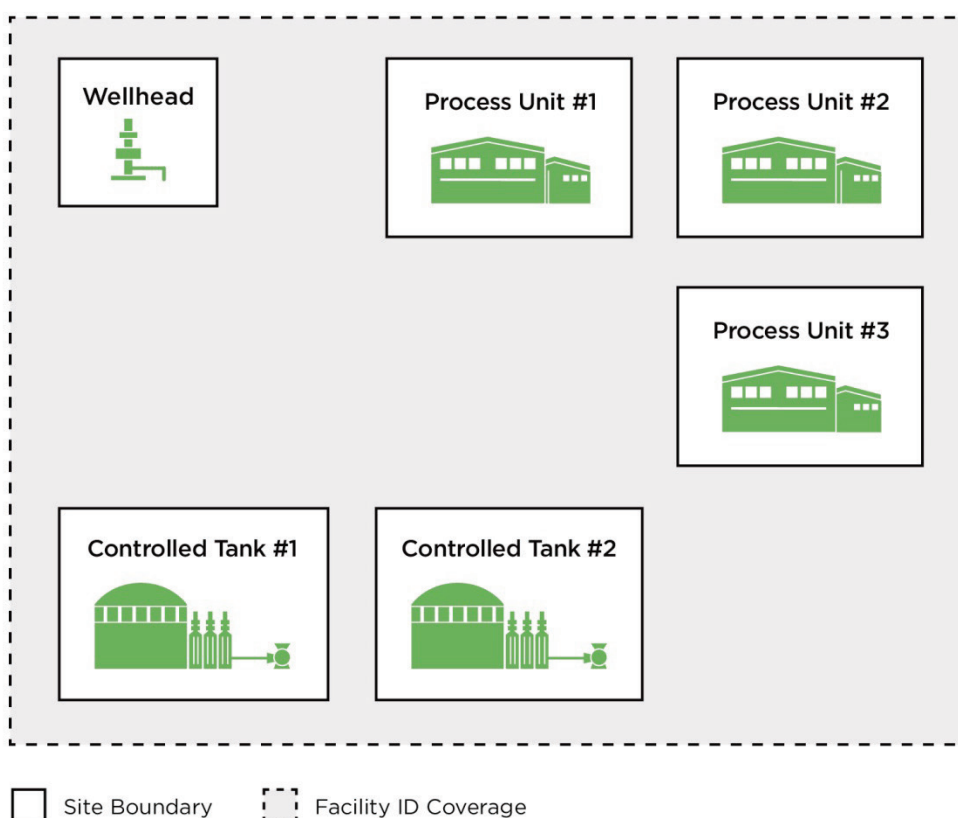 Wellhead
Process Unit #1
Process Unit #2
Process Unit #3
Controlled Tank #1
Controlled Tank #2
Site Boundary
Facility ID Coverage